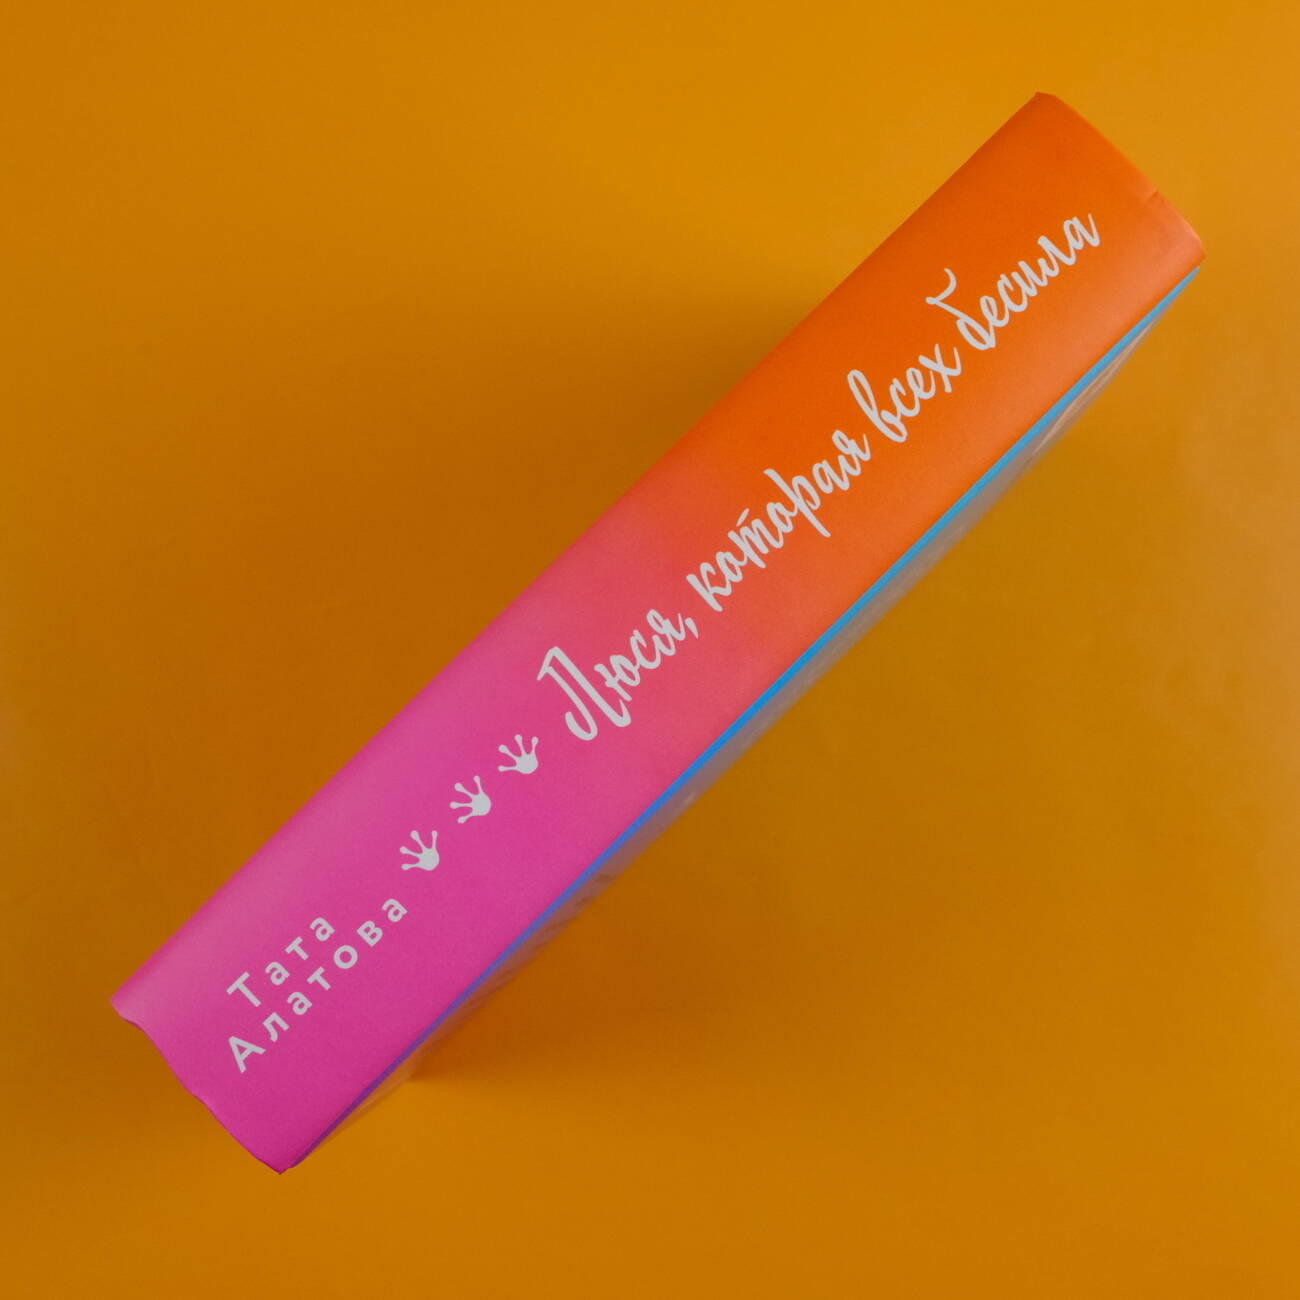 Тата
Алатова
Люся, которая всех бесила